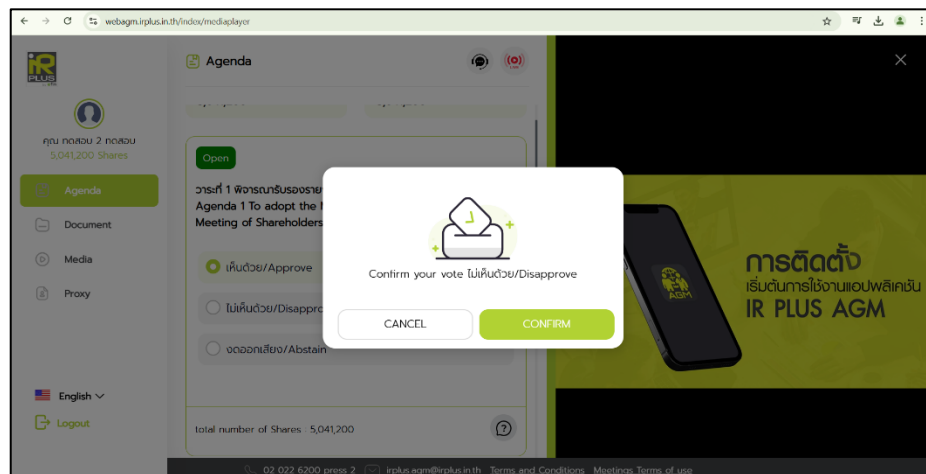 webagm.irplus.in.th/index/mediaplayer
iR
PLUS
Agenda
คุณ ทดสอบ 2 ทดสอบ
5,041,200 Shares
Agenda
Document
Media
Proxy
English
Logout
Open
วาระที่ 1 พิจารณารับรองราย
Agenda 1 To adopt the
Meeting of Shareholders
เห็นด้วย/Approve
ไม่เห็นด้วย/Disappro
งดออกเสียง/Abstain
total number of Shares : 5,041,200
Confirm your vote ไม่เห็นด้วย/Disapprove
CANCEL
CONFIRM
AGM
การติดตั้ง
เริ่มต้นการใช้งานแอปพลิเคชัน
IR PLUS AGM
02 022 6200 press 2 irplus.agm@irplus.in.th Terms and Conditions Meetings Terms of use